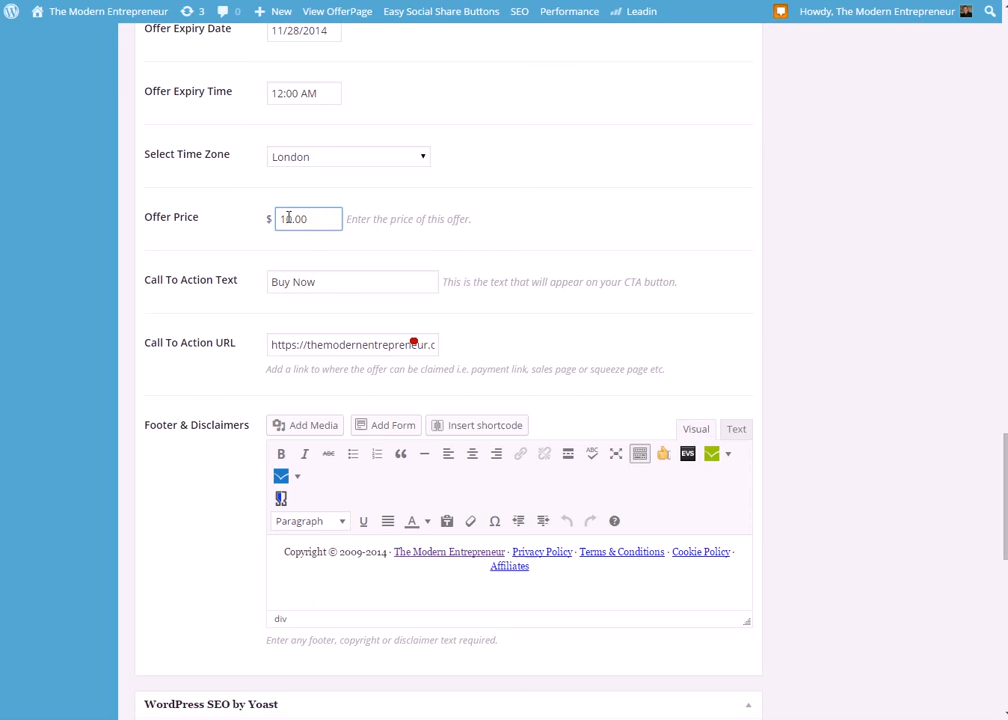 The Modern Entrepreneur 3 0 New View OfferPage Easy Social Share Buttons SEO Performance Leadin Howdy, The Modern Entrepreneur
Offer Expiry Date 11/28/2014
Offer Expiry Time 12:00 AM
Select Time Zone London
Offer Price $ 10.00 Enter the price of this offer.
Call To Action Text Buy Now This is the text that will appear on your CTA button.
Call To Action URL https://themodernentrepreneur.c
Add a link to where the offer can be claimed i.e. payment link, sales page or squeeze page etc.
Footer & Disclaimers Add Media Add Form Insert shortcode Visual Text
B I ABC ABC EVS
Paragraph U A Ω
Copyright © 2009-2014 · The Modern Entrepreneur · Privacy Policy · Terms & Conditions · Cookie Policy ·
Affiliates
div
Enter any footer, copyright or disclaimer text required.
WordPress SEO by Yoast